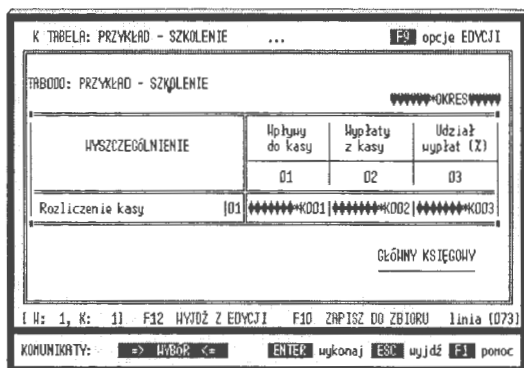 K TABELA: PRZYKŁAD - SZKOLENIE ... F9 opcje EDYCJI
TABODO: PRZYKŁAD - SZKOLENIE
♦♦♦♦♦♦*OKRES♦♦♦♦♦
WYSZCZEGÓLNIENIE
Wpływy do kasy
Wypłaty z kasy
Udział wypłat (%)
01 02 03
Rozliczenie kasy |01|♦♦♦♦♦♦♦*K001|♦♦♦♦♦♦♦*K002|♦♦♦♦♦♦♦*K003
GŁÓWNY KSIĘGOWY
[ W: 1, K: 1] F12 WYJDŹ Z EDYCJI F10 ZAPISZ DO ZBIORU linia (073)
KOMUNIKATY: => WYBÓR <= ENTER wykonaj ESC wyjdź F1 pomoc